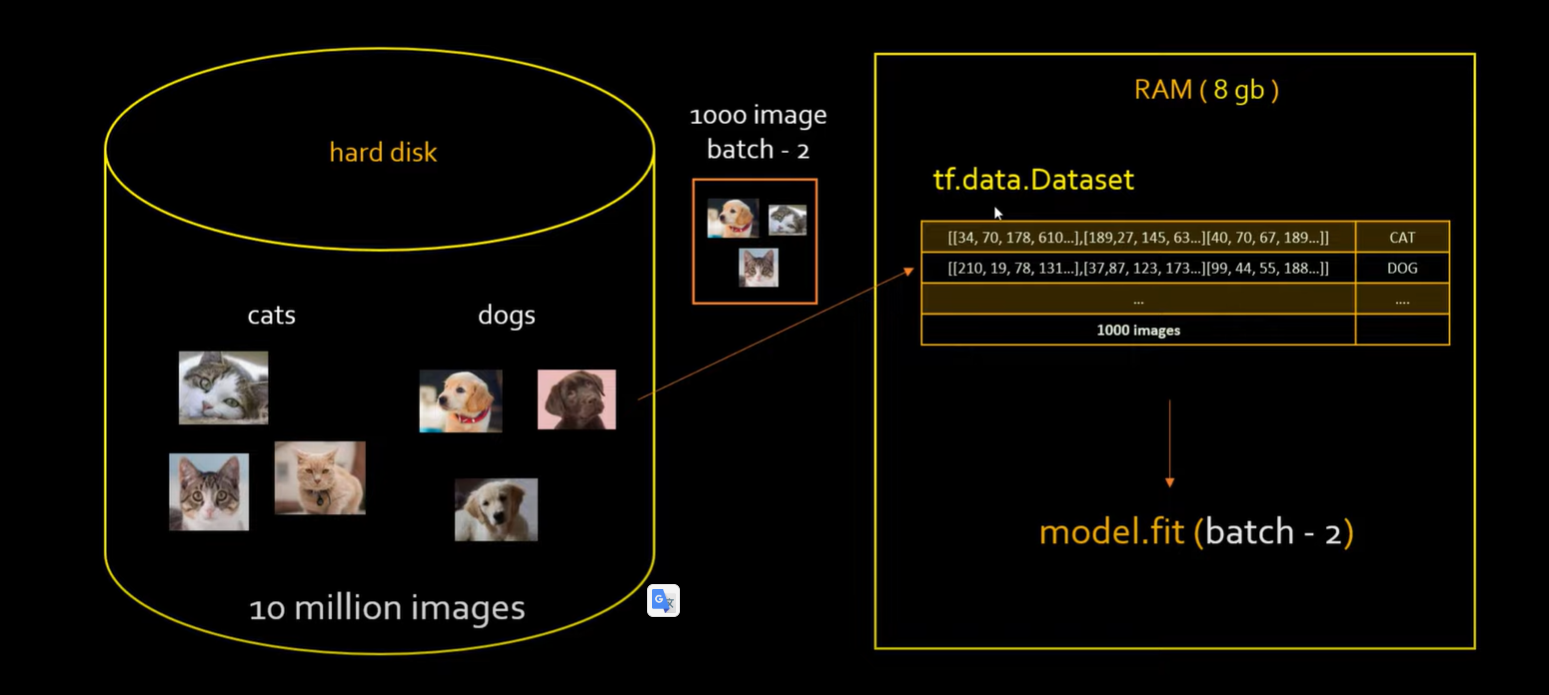 hard disk
cats
dogs
10 million images
1000 image
batch - 2
RAM ( 8 gb )
tf.data.Dataset
[[34, 70, 178, 610...],[189,27, 145, 63...][40, 70, 67, 189...]] CAT
[[210, 19, 78, 131...],[37,87, 123, 173...][99, 44, 55, 188...]] DOG
... ....
1000 images
model.fit (batch - 2)